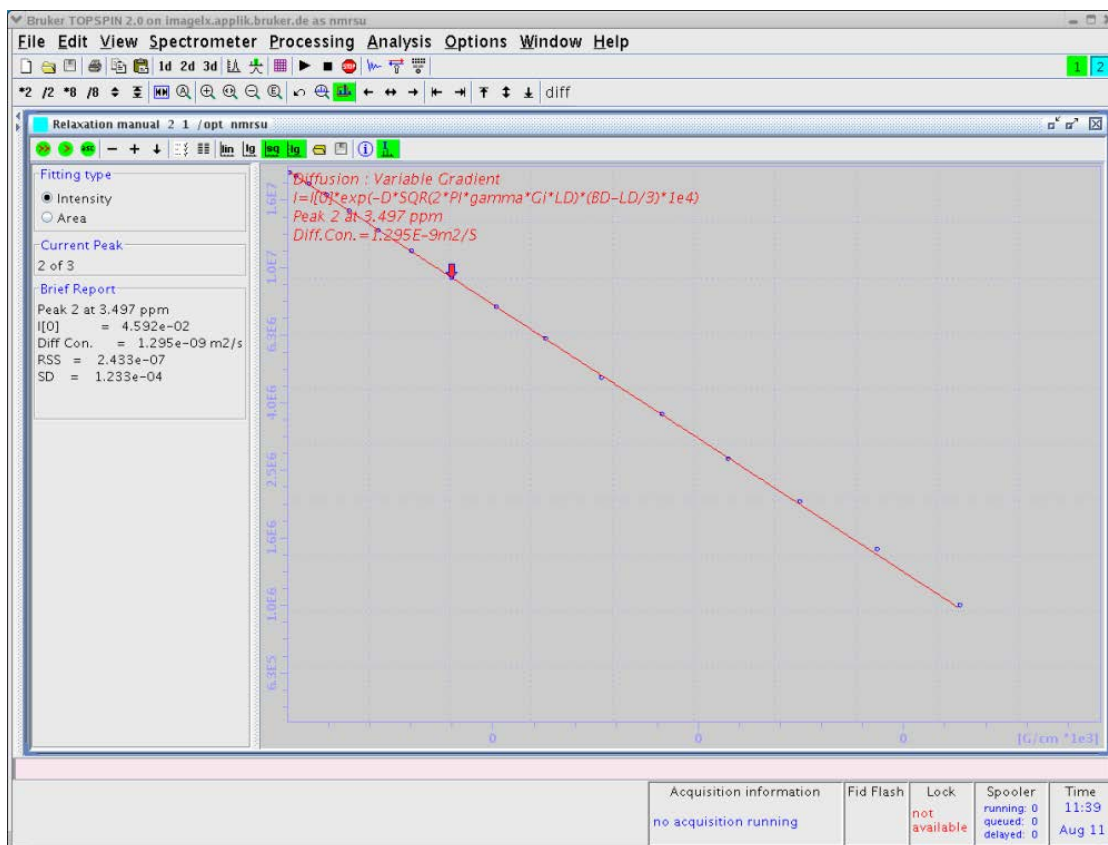 Bruker TOPSPIN 2.0 on imagelx.applik.bruker.de as nmrsu
File Edit View Spectrometer Processing Analysis Options Window Help
1d 2d 3d
1 2
*2 /2 *8 /8 diff
Relaxation manual 2 1 /opt nmrsu
esc lin lg sq lg
Fitting type
Intensity
Area
Current Peak
2 of 3
Brief Report
Peak 2 at 3.497 ppm
I[0] = 4.592e-02
Diff Con. = 1.295e-09 m2/s
RSS = 2.433e-07
SD = 1.233e-04
Diffusion : Variable Gradient
I=I[0]*exp(-D*SQR(2*PI*gamma*Gi*LD)*(BD-LD/3)*1e4)
Peak 2 at 3.497 ppm
Diff.Con.=1.295E-9m2/S
1.6E7
1.0E7
6.3E6
4.0E6
2.5E6
1.6E6
1.0E6
6.3E5
0 0 0 [G/cm *1e3]
Acquisition information
no acquisition running
Fid Flash
Lock
not
available
Spooler
running: 0
queued: 0
delayed: 0
Time
11:39
Aug 11